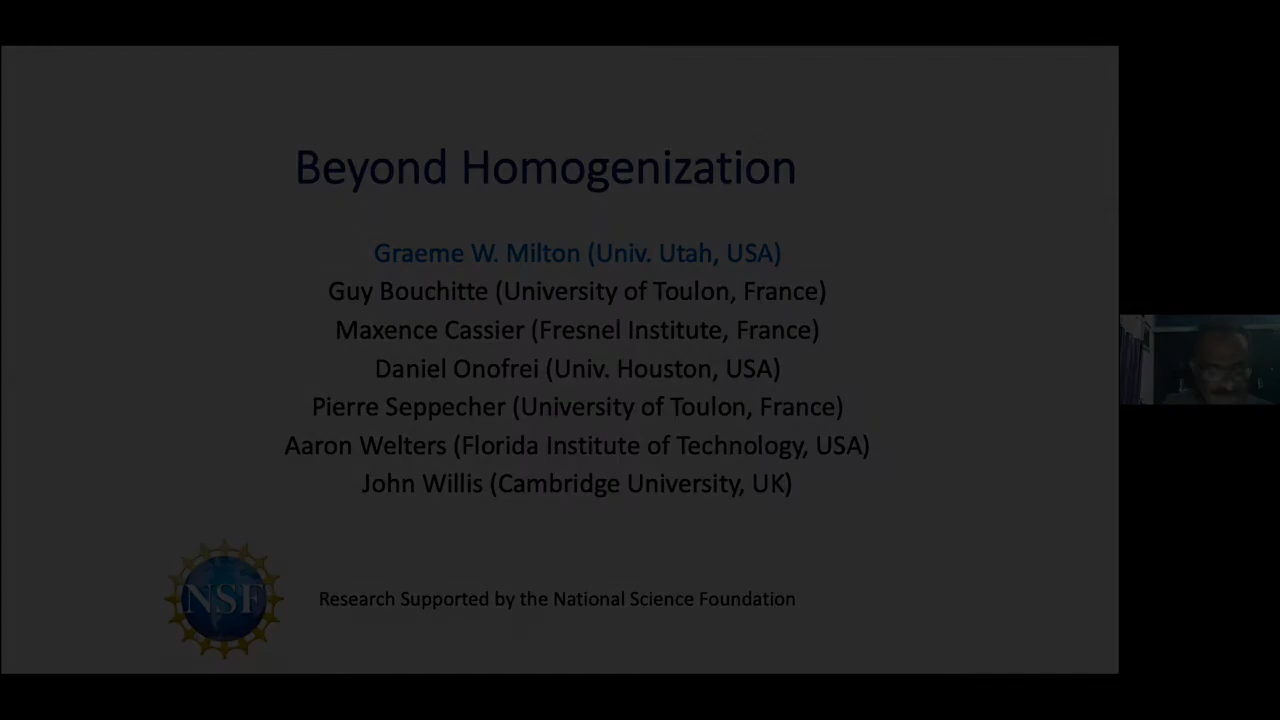 Beyond Homogenization
Graeme W. Milton (Univ. Utah, USA)
Guy Bouchitte (University of Toulon, France)
Maxence Cassier (Fresnel Institute, France)
Daniel Onofrei (Univ. Houston, USA)
Pierre Seppecher (University of Toulon, France)
Aaron Welters (Florida Institute of Technology, USA)
John Willis (Cambridge University, UK)
NSF
Research Supported by the National Science Foundation